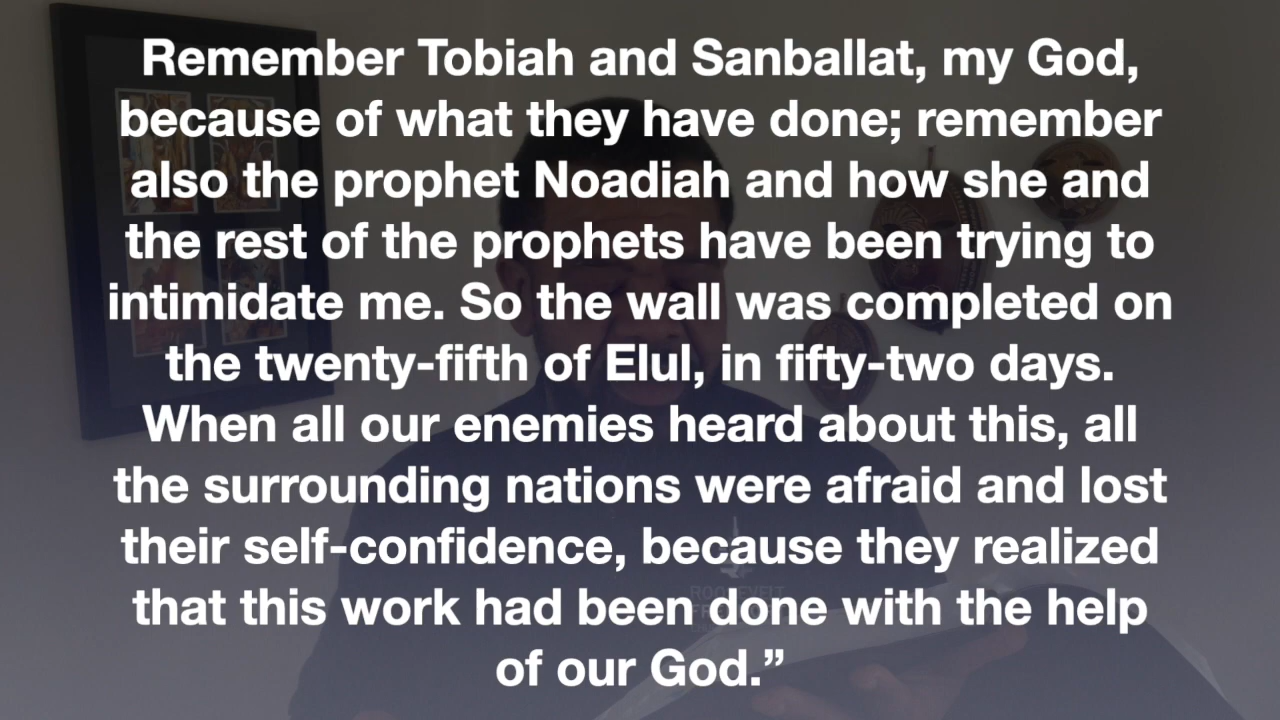 Remember Tobiah and Sanballat, my God,
because of what they have done; remember
also the prophet Noadiah and how she and
the rest of the prophets have been trying to
intimidate me. So the wall was completed on
the twenty-fifth of Elul, in fifty-two days.
When all our enemies heard about this, all
the surrounding nations were afraid and lost
their self-confidence, because they realized
that this work had been done with the help
of our God.”
ROOSEVELT